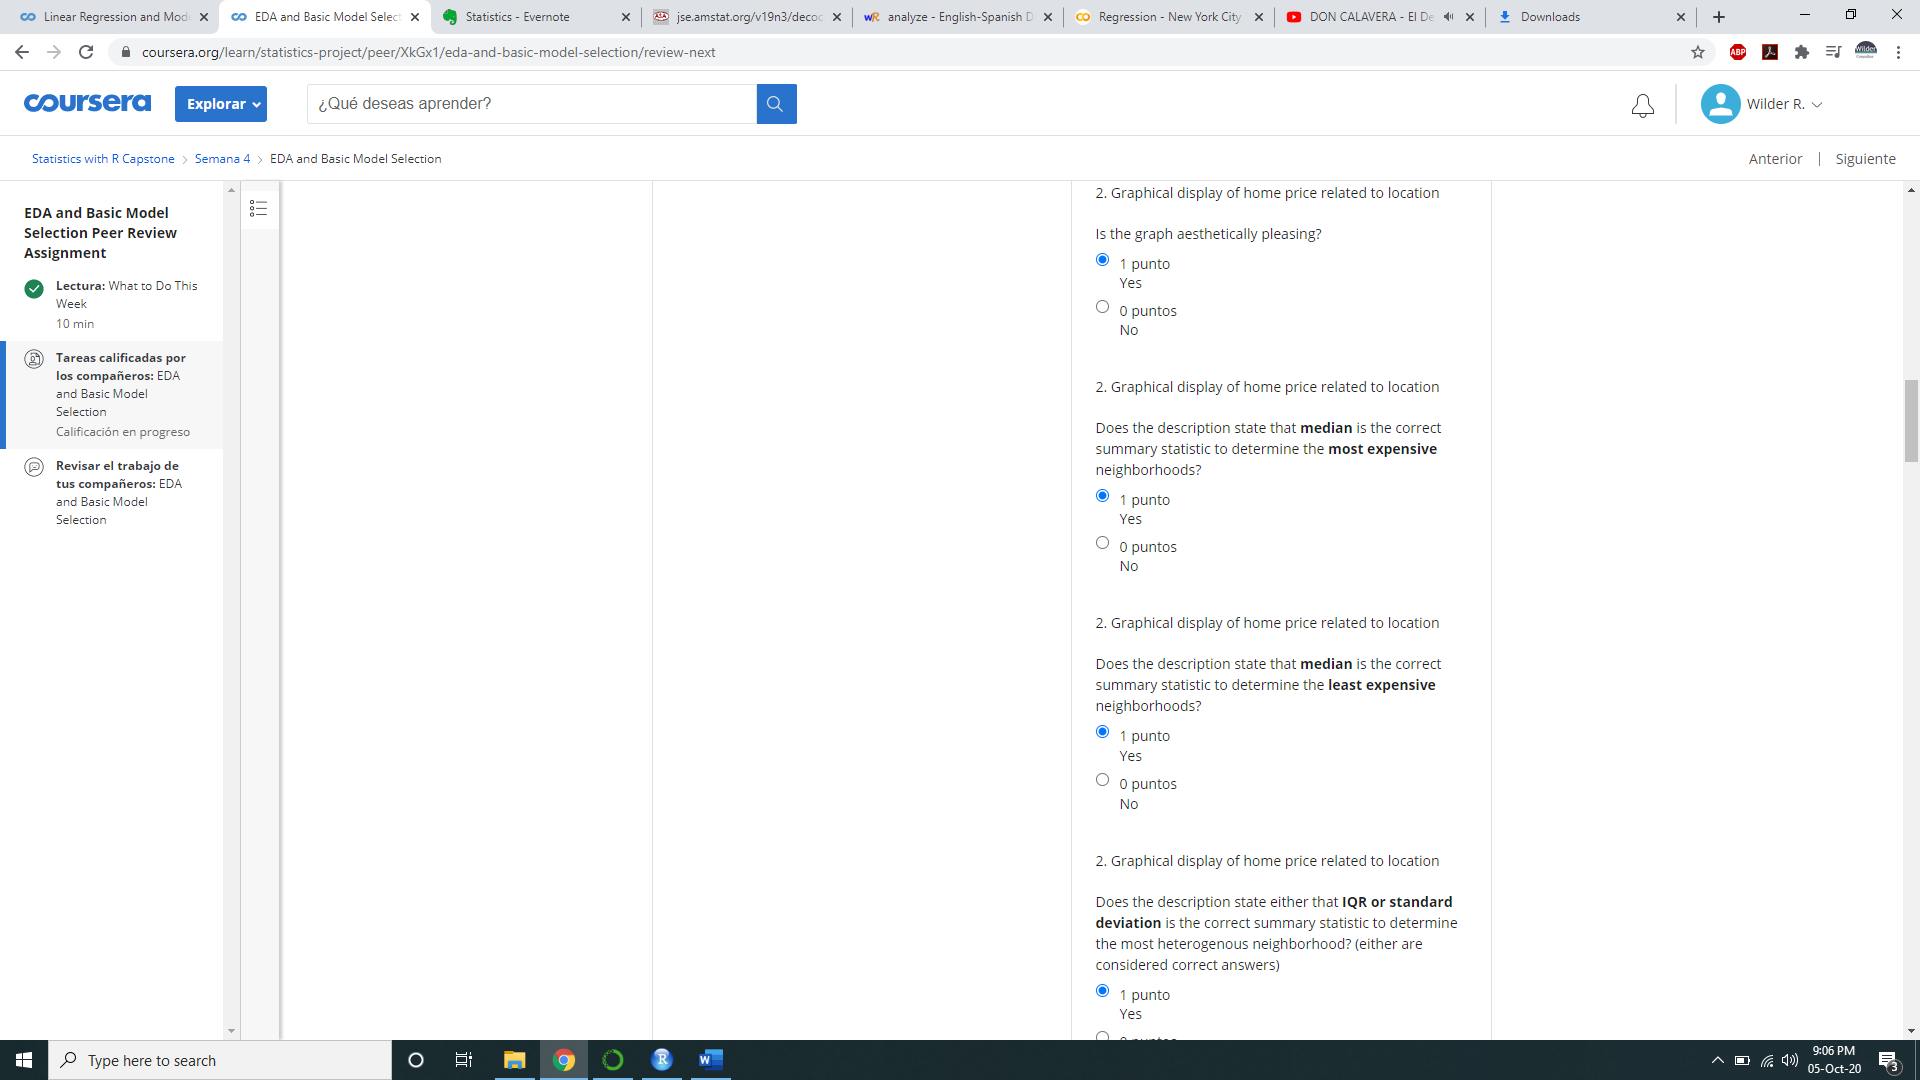 Linear Regression and Mod
EDA and Basic Model Select
Statistics - Evernote
jse.amstat.org/v19n3/decoc
analyze - English-Spanish D
Regression - New York City
DON CALAVERA - El De
Downloads
coursera.org/learn/statistics-project/peer/XkGx1/eda-and-basic-model-selection/review-next
ABP
coursera
Explorar
¿Qué deseas aprender?
Wilder R.
Statistics with R Capstone
Semana 4
EDA and Basic Model Selection
Anterior
Siguiente
EDA and Basic Model
Selection Peer Review
Assignment
Lectura: What to Do This
Week
10 min
Tareas calificadas por
los compañeros: EDA
and Basic Model
Selection
Calificación en progreso
Revisar el trabajo de
tus compañeros: EDA
and Basic Model
Selection
2. Graphical display of home price related to location
Is the graph aesthetically pleasing?
1 punto
Yes
0 puntos
No
2. Graphical display of home price related to location
Does the description state that median is the correct
summary statistic to determine the most expensive
neighborhoods?
1 punto
Yes
0 puntos
No
2. Graphical display of home price related to location
Does the description state that median is the correct
summary statistic to determine the least expensive
neighborhoods?
1 punto
Yes
0 puntos
No
2. Graphical display of home price related to location
Does the description state either that IQR or standard
deviation is the correct summary statistic to determine
the most heterogenous neighborhood? (either are
considered correct answers)
1 punto
Yes
0 puntos
Type here to search
9:06 PM
05-Oct-20
3